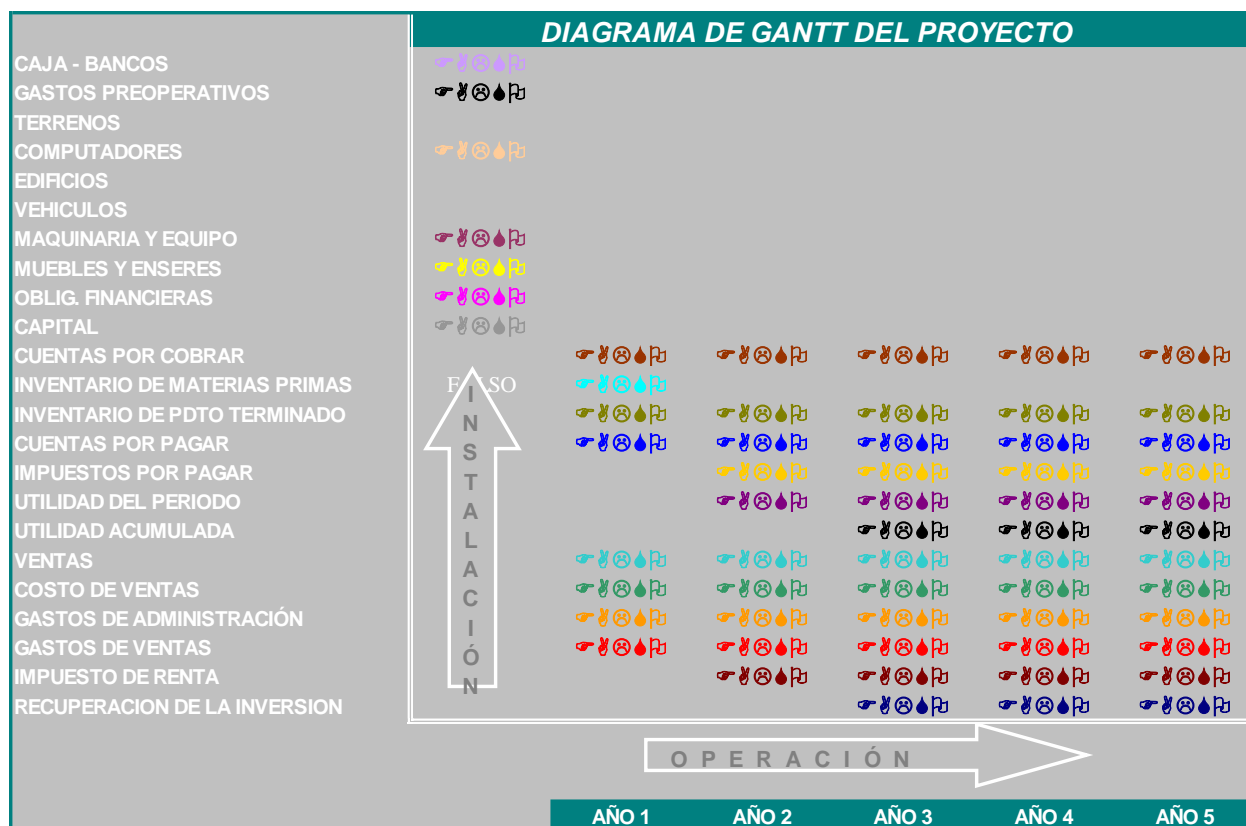 DIAGRAMA DE GANTT DEL PROYECTO
CAJA - BANCOS ☞✌☹💧⚐
GASTOS PREOPERATIVOS ☞✌☹💧⚐
TERRENOS
COMPUTADORES ☞✌☹💧⚐
EDIFICIOS
VEHICULOS
MAQUINARIA Y EQUIPO ☞✌☹💧⚐
MUEBLES Y ENSERES ☞✌☹💧⚐
OBLIG. FINANCIERAS ☞✌☹💧⚐
CAPITAL ☞✌☹💧⚐
CUENTAS POR COBRAR ☞✌☹💧⚐ ☞✌☹💧⚐ ☞✌☹💧⚐ ☞✌☹💧⚐ ☞✌☹💧⚐
INVENTARIO DE MATERIAS PRIMAS FALSO ☞✌☹💧⚐
INVENTARIO DE PDTO TERMINADO ☞✌☹💧⚐ ☞✌☹💧⚐ ☞✌☹💧⚐ ☞✌☹💧⚐ ☞✌☹💧⚐
CUENTAS POR PAGAR ☞✌☹💧⚐ ☞✌☹💧⚐ ☞✌☹💧⚐ ☞✌☹💧⚐ ☞✌☹💧⚐
IMPUESTOS POR PAGAR ☞✌☹💧⚐ ☞✌☹💧⚐ ☞✌☹💧⚐ ☞✌☹💧⚐
UTILIDAD DEL PERIODO ☞✌☹💧⚐ ☞✌☹💧⚐ ☞✌☹💧⚐ ☞✌☹💧⚐
UTILIDAD ACUMULADA ☞✌☹💧⚐ ☞✌☹💧⚐ ☞✌☹💧⚐
VENTAS ☞✌☹💧⚐ ☞✌☹💧⚐ ☞✌☹💧⚐ ☞✌☹💧⚐ ☞✌☹💧⚐
COSTO DE VENTAS ☞✌☹💧⚐ ☞✌☹💧⚐ ☞✌☹💧⚐ ☞✌☹💧⚐ ☞✌☹💧⚐
GASTOS DE ADMINISTRACIÓN ☞✌☹💧⚐ ☞✌☹💧⚐ ☞✌☹💧⚐ ☞✌☹💧⚐ ☞✌☹💧⚐
GASTOS DE VENTAS ☞✌☹💧⚐ ☞✌☹💧⚐ ☞✌☹💧⚐ ☞✌☹💧⚐ ☞✌☹💧⚐
IMPUESTO DE RENTA ☞✌☹💧⚐ ☞✌☹💧⚐ ☞✌☹💧⚐ ☞✌☹💧⚐
RECUPERACION DE LA INVERSION ☞✌☹💧⚐ ☞✌☹💧⚐ ☞✌☹💧⚐
INSTALACIÓN
OPERACIÓN
AÑO 1 AÑO 2 AÑO 3 AÑO 4 AÑO 5